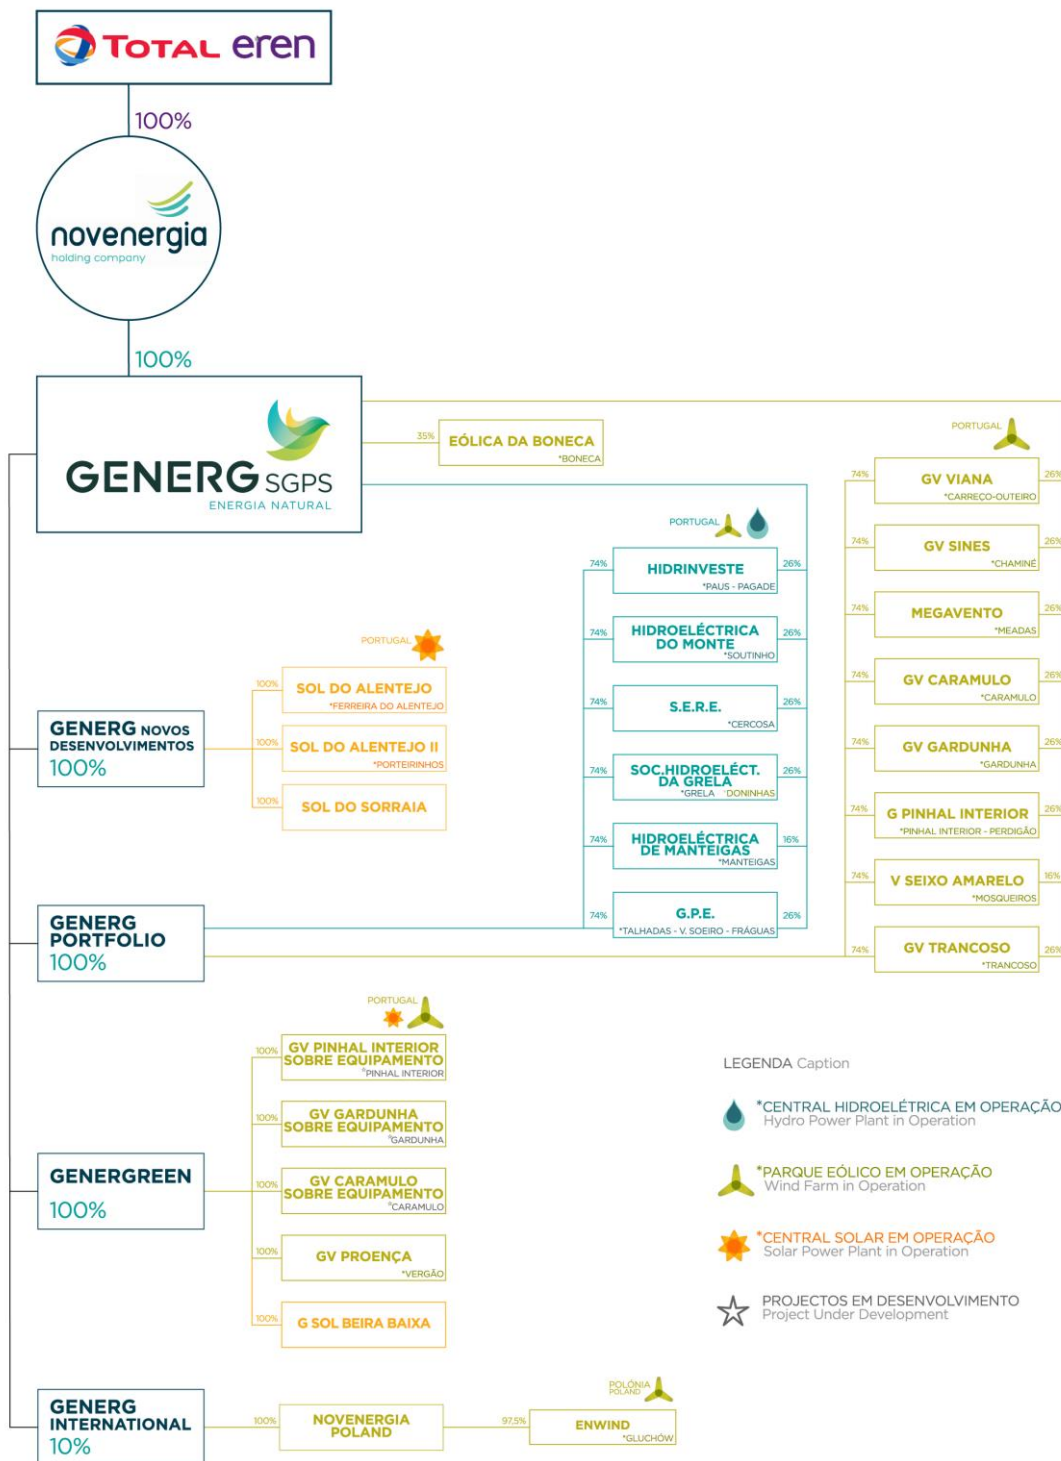 TOTAL eren
100%
novenergia
holding company
100%
GENERG SGPS
ENERGIA NATURAL
35%
EÓLICA DA BONECA
*BONECA
PORTUGAL
74%
GV VIANA
26%
*CARREÇO-OUTEIRO
74%
GV SINES
26%
*CHAMINÉ
74%
MEGAVENTO
26%
*MEADAS
74%
GV CARAMULO
26%
*CARAMULO
74%
GV GARDUNHA
26%
*GARDUNHA
74%
G PINHAL INTERIOR
26%
*PINHAL INTERIOR - PERDIGÃO
74%
V SEIXO AMARELO
16%
*MOSQUEIROS
74%
GV TRANCOSO
26%
*TRANCOSO
PORTUGAL
74%
HIDRINVESTE
26%
*PAUS - PAGADE
74%
HIDROELÉCTRICA
DO MONTE
26%
*SOUTINHO
74%
S.E.R.E.
26%
*CERCOSA
74%
SOC.HIDROELÉCT.
DA GRELA
26%
*GRELA *DONINHAS
74%
HIDROELÉCTRICA
DE MANTEIGAS
16%
*MANTEIGAS
74%
G.P.E.
26%
*TALHADAS - V. SOEIRO - FRÁGUAS
GENERG NOVOS
DESENVOLVIMENTOS
100%
PORTUGAL
100%
SOL DO ALENTEJO
*FERREIRA DO ALENTEJO
100%
SOL DO ALENTEJO II
*PORTEIRINHOS
100%
SOL DO SORRAIA
GENERG
PORTFOLIO
100%
GENERGREEN
100%
PORTUGAL
100%
GV PINHAL INTERIOR
SOBRE EQUIPAMENTO
*PINHAL INTERIOR
100%
GV GARDUNHA
SOBRE EQUIPAMENTO
*GARDUNHA
100%
GV CARAMULO
SOBRE EQUIPAMENTO
*CARAMULO
100%
GV PROENÇA
*VERGÃO
100%
G SOL BEIRA BAIXA
GENERG
INTERNATIONAL
10%
100%
NOVENERGIA
POLAND
97,5%
POLÓNIA
POLAND
ENWIND
*GLUCHÓW
LEGENDA Caption
*CENTRAL HIDROELÉTRICA EM OPERAÇÃO
Hydro Power Plant in Operation
*PARQUE EÓLICO EM OPERAÇÃO
Wind Farm in Operation
*CENTRAL SOLAR EM OPERAÇÃO
Solar Power Plant in Operation
PROJECTOS EM DESENVOLVIMENTO
Project Under Development